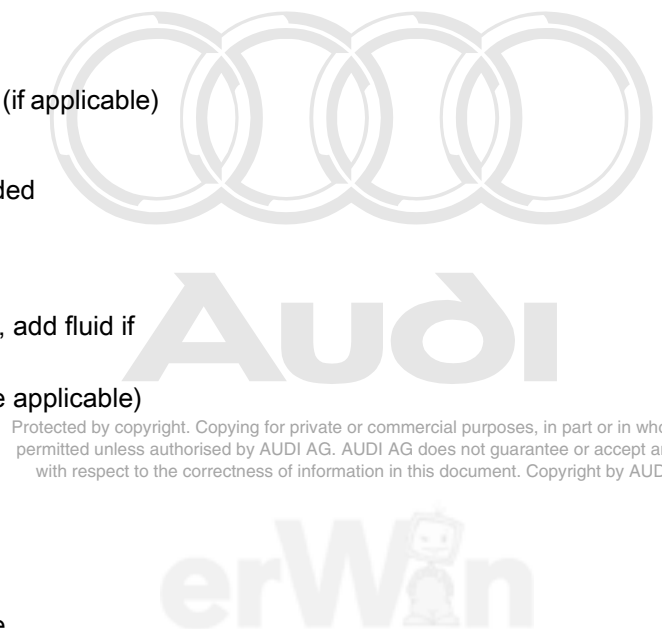 (if applicable)
ded
, add fluid if
Audi
e applicable)
Protected by copyright. Copying for private or commercial purposes, in part or in who
permitted unless authorised by AUDI AG. AUDI AG does not guarantee or accept an
with respect to the correctness of information in this document. Copyright by AUD
erWin
e